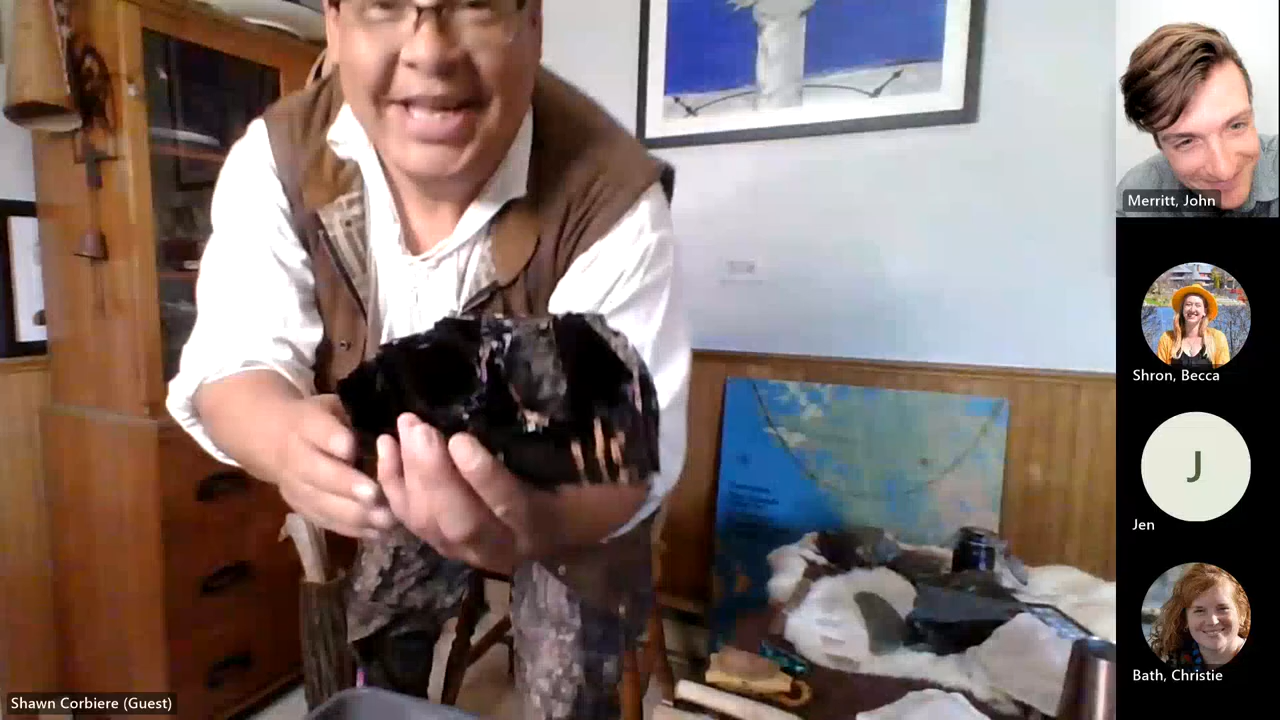 Merritt, John
Shron, Becca
J
Jen
Bath, Christie
Shawn Corbiere (Guest)